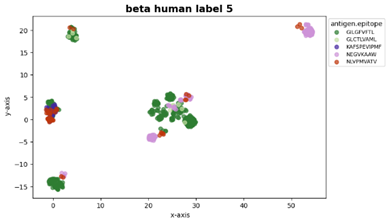 beta human label 5
antigen.epitope
GILGFVFTL
GLCTLVAML
KAFSPEVIPMF
NEGVKAAW
NLVPMVATV
20
15
10
5
0
−5
−10
−15
y-axis
0 10 20 30 40 50
x-axis